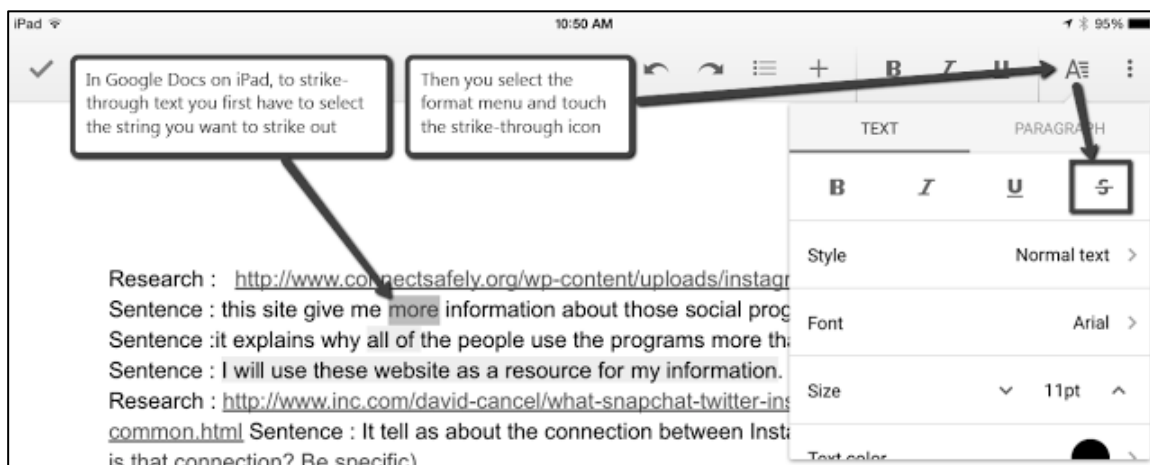 iPad
10:50 AM
95%
In Google Docs on iPad, to strike-
through text you first have to select
the string you want to strike out
Then you select the
format menu and touch
the strike-through icon
B I U A
TEXT PARAGRAPH
B I U S
Style Normal text
Font Arial
Size 11pt
Text color
Research : http://www.connectsafely.org/wp-content/uploads/instagr
Sentence : this site give me more information about those social prog
Sentence :it explains why all of the people use the programs more tha
Sentence : I will use these website as a resource for my information.
Research : http://www.inc.com/david-cancel/what-snapchat-twitter-ins
common.html Sentence : It tell as about the connection between Insta
is that connection? Be specific)